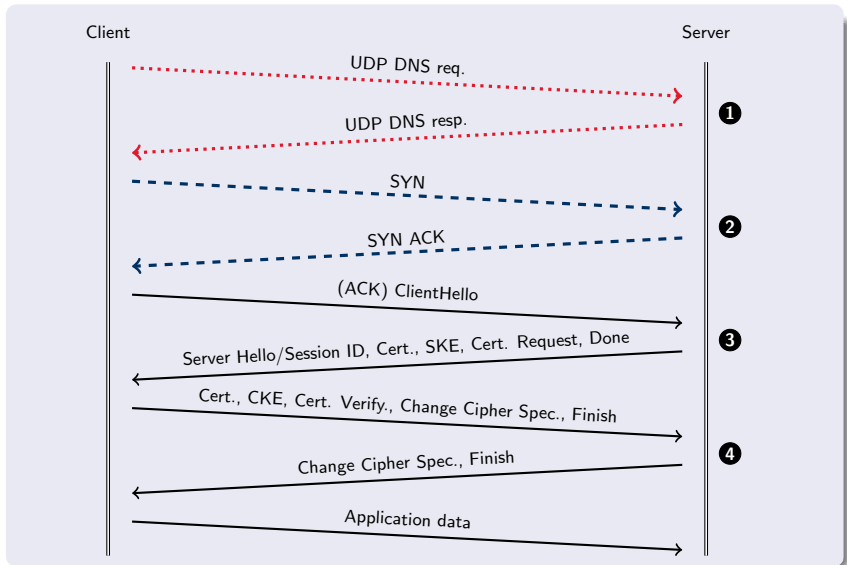 Client
Server
UDP DNS req.
1
UDP DNS resp.
SYN
2
SYN ACK
(ACK) ClientHello
3
Server Hello/Session ID, Cert., SKE, Cert. Request, Done
Cert., CKE, Cert. Verify., Change Cipher Spec., Finish
4
Change Cipher Spec., Finish
Application data